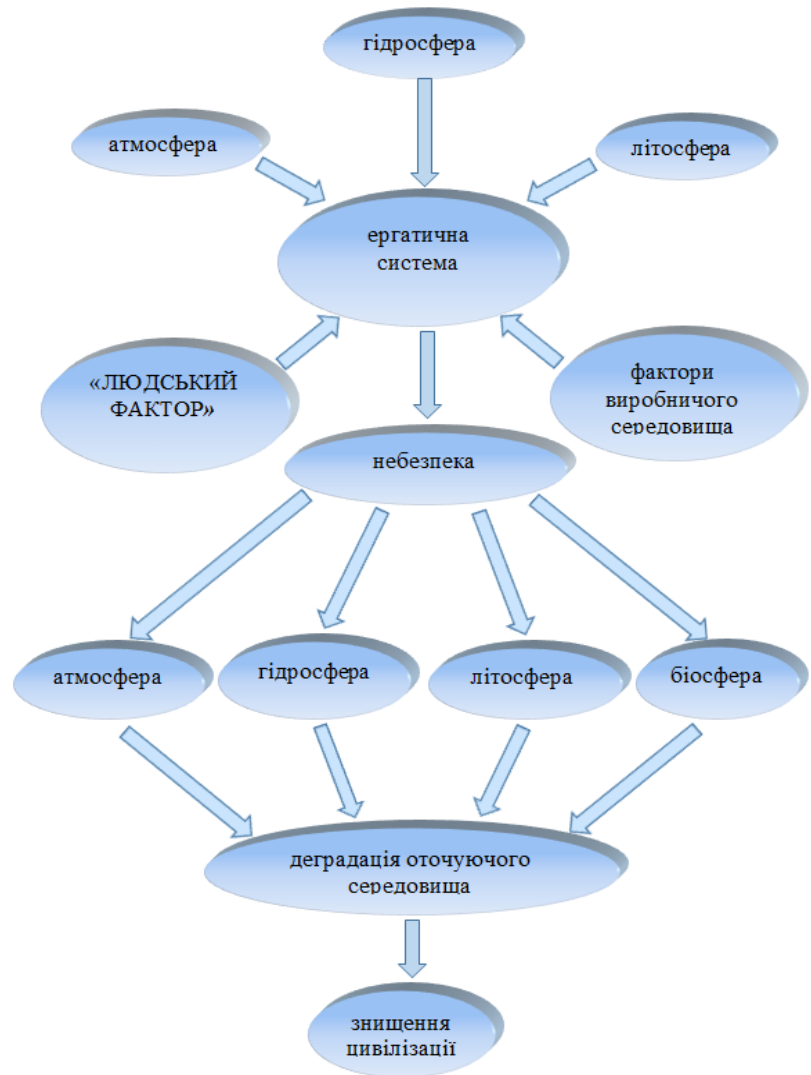 гідросфера
атмосфера
літосфера
ергатична
система
«ЛЮДСЬКИЙ
ФАКТОР»
фактори
виробничого
середовища
небезпека
атмосфера
гідросфера
літосфера
біосфера
деградація оточуючого
середовища
знищення
цивілізації